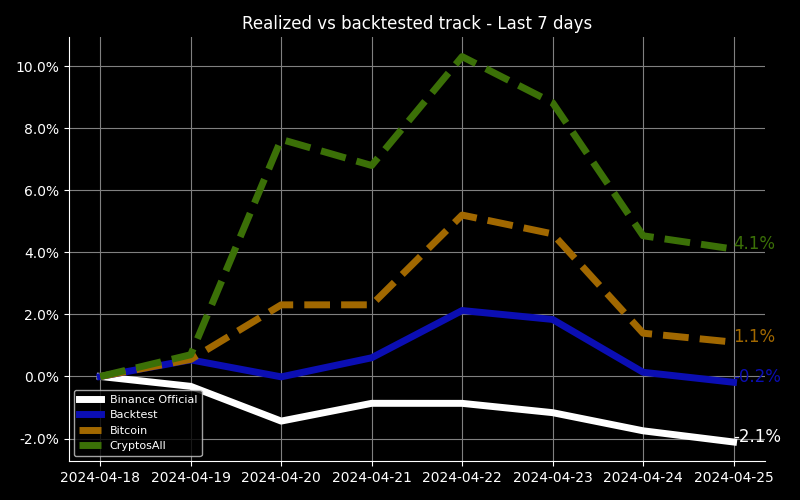 Realized vs backtested track - Last 7 days
10.0%
8.0%
6.0%
4.0%
2.0%
0.0%
-2.0%
4.1%
1.1%
-0.2%
-2.1%
Binance Official
Backtest
Bitcoin
CryptosAll
2024-04-18 2024-04-19 2024-04-20 2024-04-21 2024-04-22 2024-04-23 2024-04-24 2024-04-25